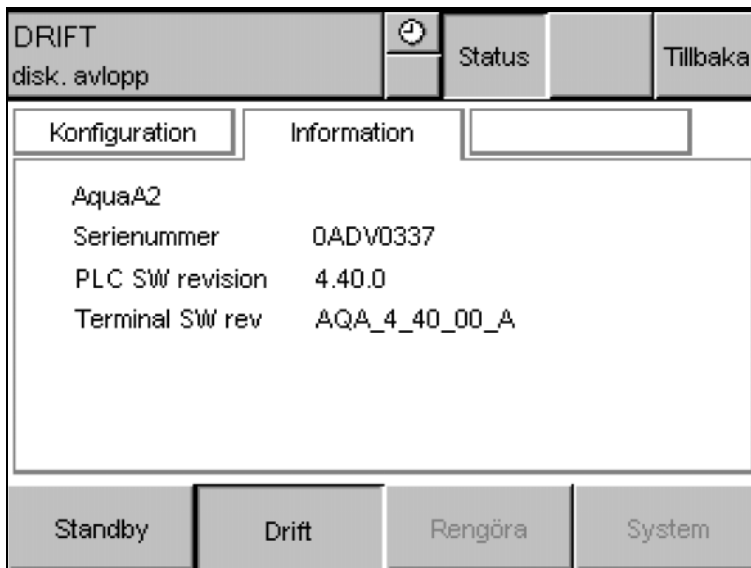 DRIFT
disk. avlopp
Status
Tillbaka
Konfiguration
Information
AquaA2
Serienummer 0ADV0337
PLC SW revision 4.40.0
Terminal SW rev AQA_4_40_00_A
Standby
Drift
Rengöra
System